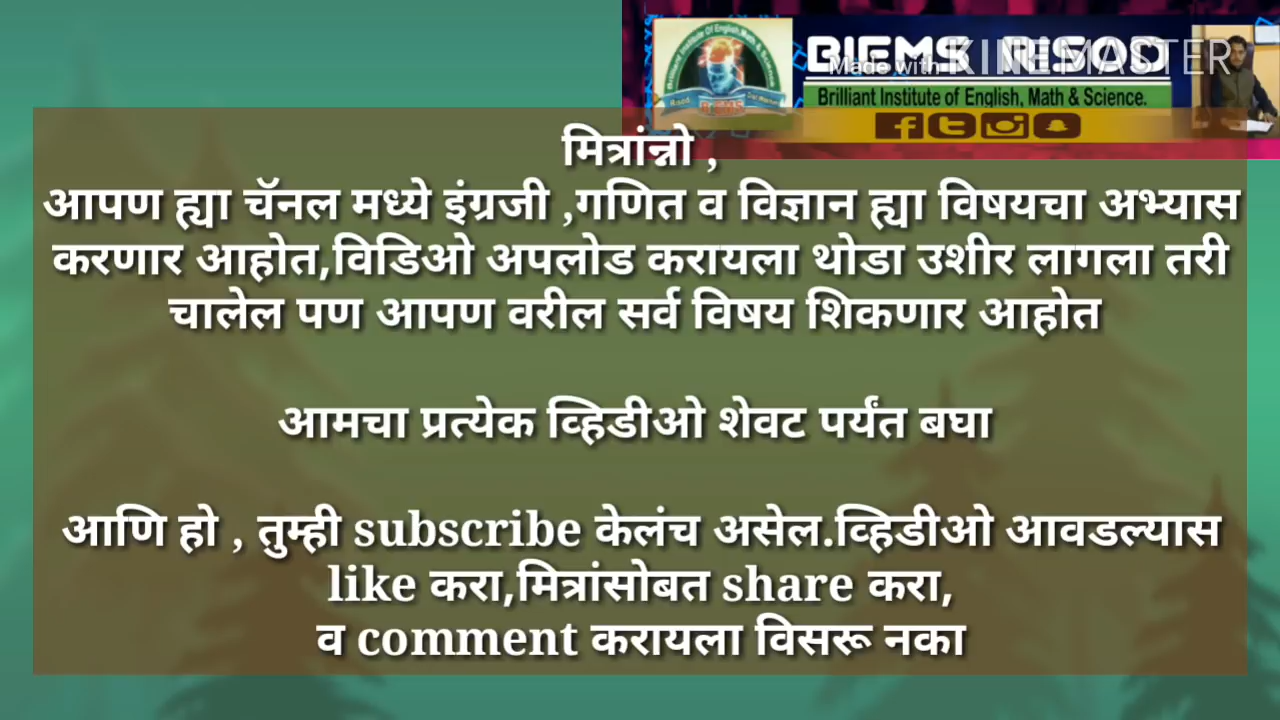 BIEMS RISOD
Made with KINEMASTER
Brilliant Institute of English, Math & Science.
मित्रांन्नो ,
आपण ह्या चॅनल मध्ये इंग्रजी ,गणित व विज्ञान ह्या विषयचा अभ्यास
करणार आहोत,विडिओ अपलोड करायला थोडा उशीर लागला तरी
चालेल पण आपण वरील सर्व विषय शिकणार आहोत
आमचा प्रत्येक व्हिडीओ शेवट पर्यंत बघा
आणि हो , तुम्ही subscribe केलंच असेल.व्हिडीओ आवडल्यास
like करा,मित्रांसोबत share करा,
व comment करायला विसरू नका